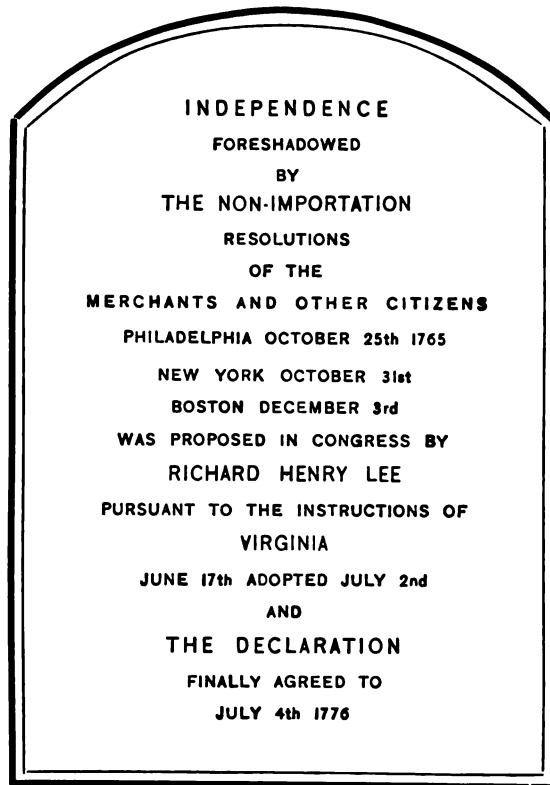 INDEPENDENCE
FORESHADOWED
BY
THE NON-IMPORTATION
RESOLUTIONS
OF THE
MERCHANTS AND OTHER CITIZENS
PHILADELPHIA OCTOBER 25th 1765
NEW YORK OCTOBER 31st
BOSTON DECEMBER 3rd
WAS PROPOSED IN CONGRESS BY
RICHARD HENRY LEE
PURSUANT TO THE INSTRUCTIONS OF
VIRGINIA
JUNE 17th ADOPTED JULY 2nd
AND
THE DECLARATION
FINALLY AGREED TO
JULY 4th 1776